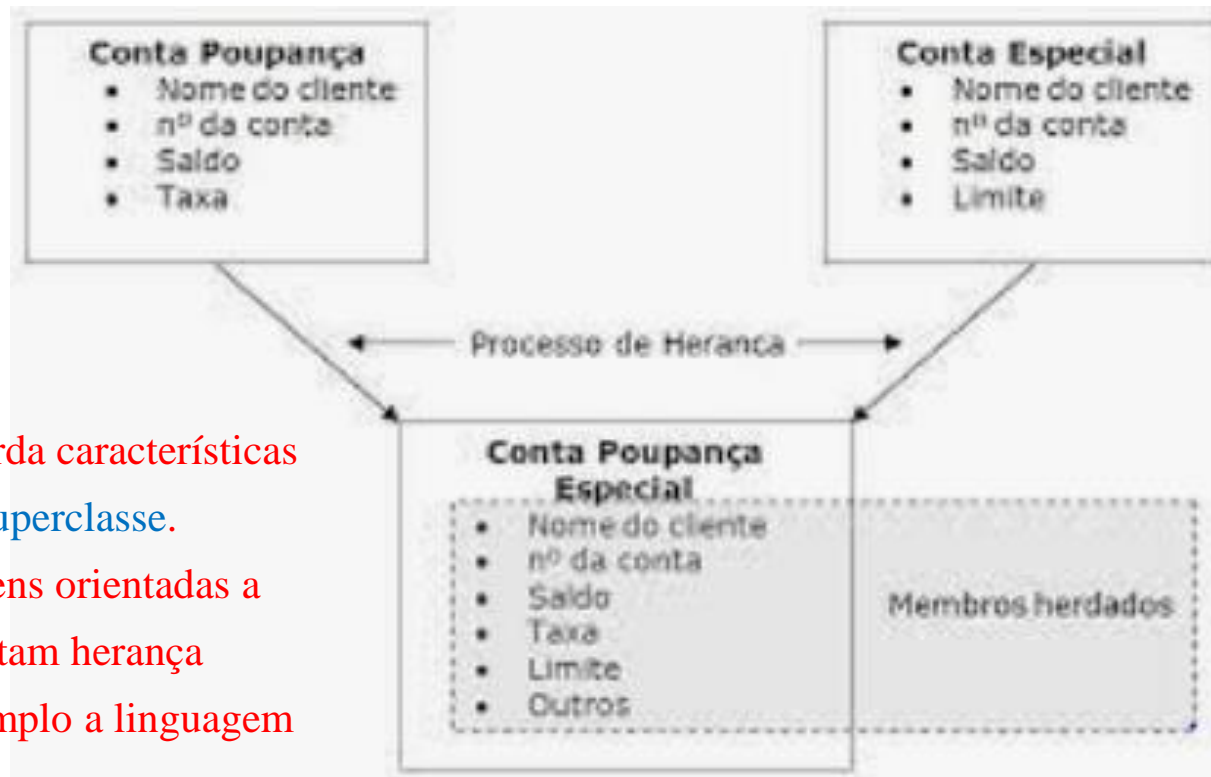 Conta Poupança
• Nome do cliente
• nº da conta
• Saldo
• Taxa
Conta Especial
• Nome do cliente
• nº da conta
• Saldo
• Limite
Processo de Heranca
rda características
uperclasse.
ens orientadas a
tam herança
mplo a linguagem
Conta Poupança
Especial
• Nome do cliente
• nº da conta
• Saldo
• Taxa
• Limite
• Outros
Membros herdados